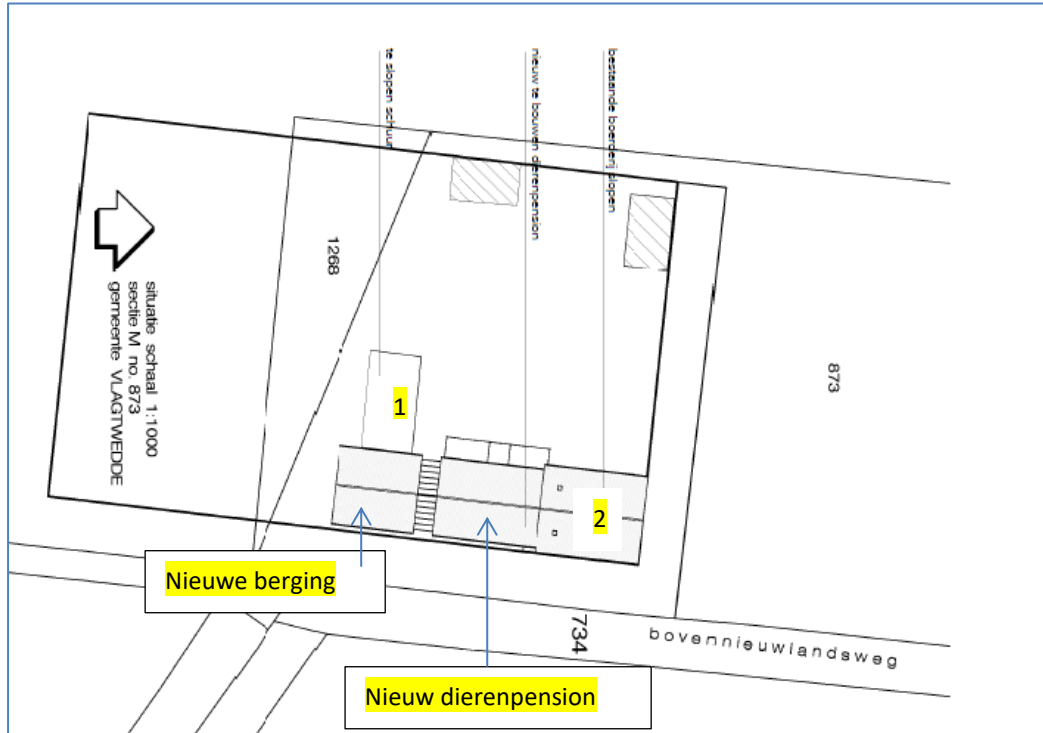 te slopen schuur
nieuw te bouwen dierenpension
bestaande boerderij slopen
1268
873
situatie schaal 1:1000
sectie M no. 873
gemeente VLAGTWEDDE
1
2
Nieuwe berging
734
bovennieuwlandsweg
Nieuw dierenpension